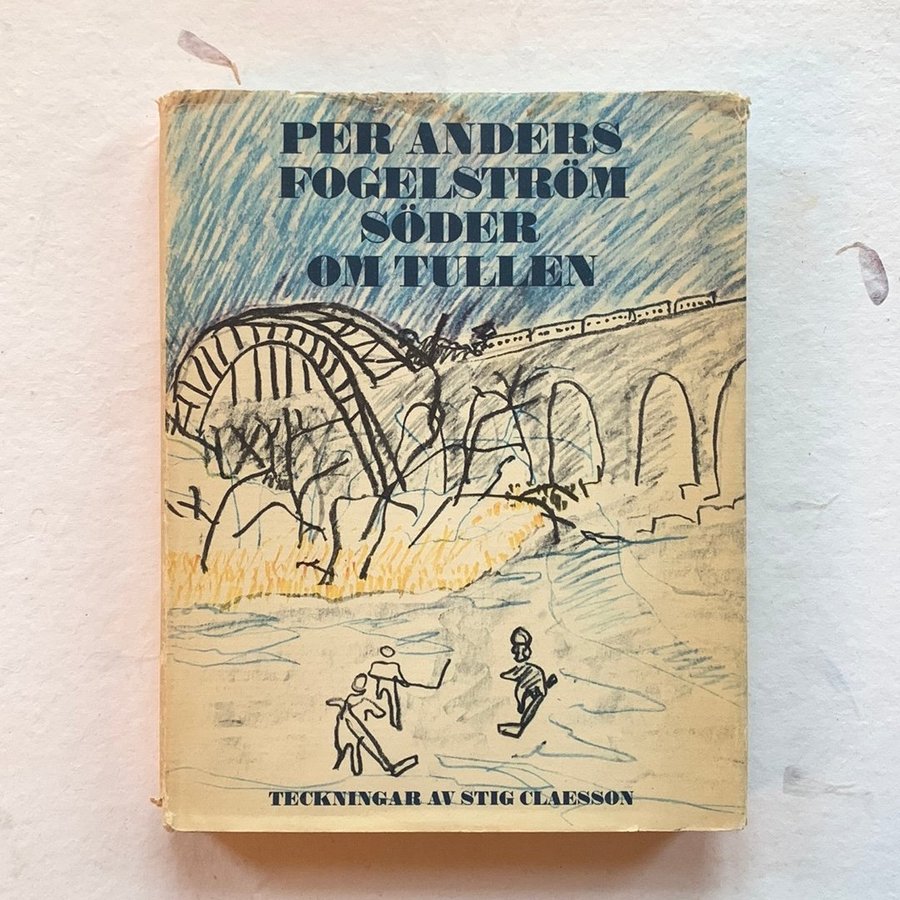 PER ANDERS
FOGELSTRÖM
SÖDER
OM TULLEN
TECKNINGAR AV STIG CLAESSON